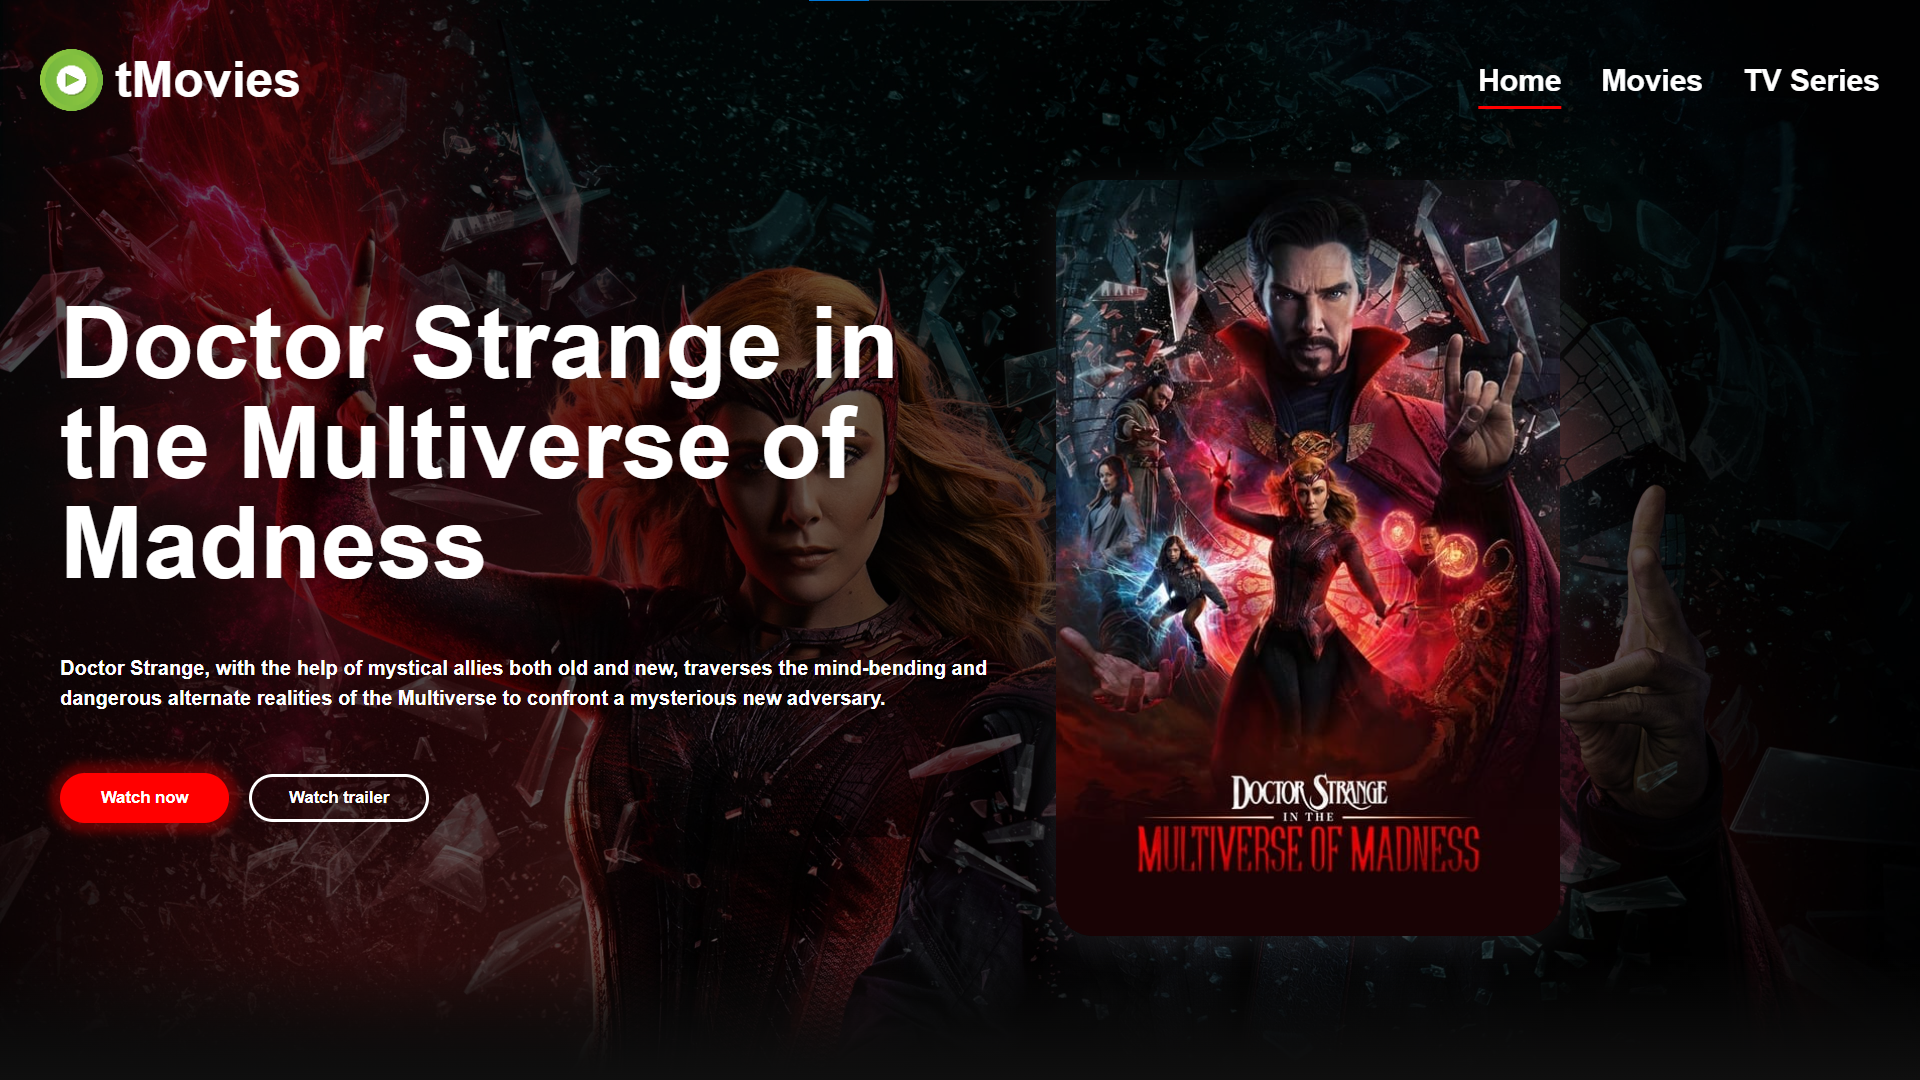 tMovies
Home Movies TV Series
Doctor Strange in
the Multiverse of
Madness
Doctor Strange, with the help of mystical allies both old and new, traverses the mind-bending and
dangerous alternate realities of the Multiverse to confront a mysterious new adversary.
Watch now
Watch trailer
DOCTOR STRANGE
IN THE
MULTIVERSE OF MADNESS